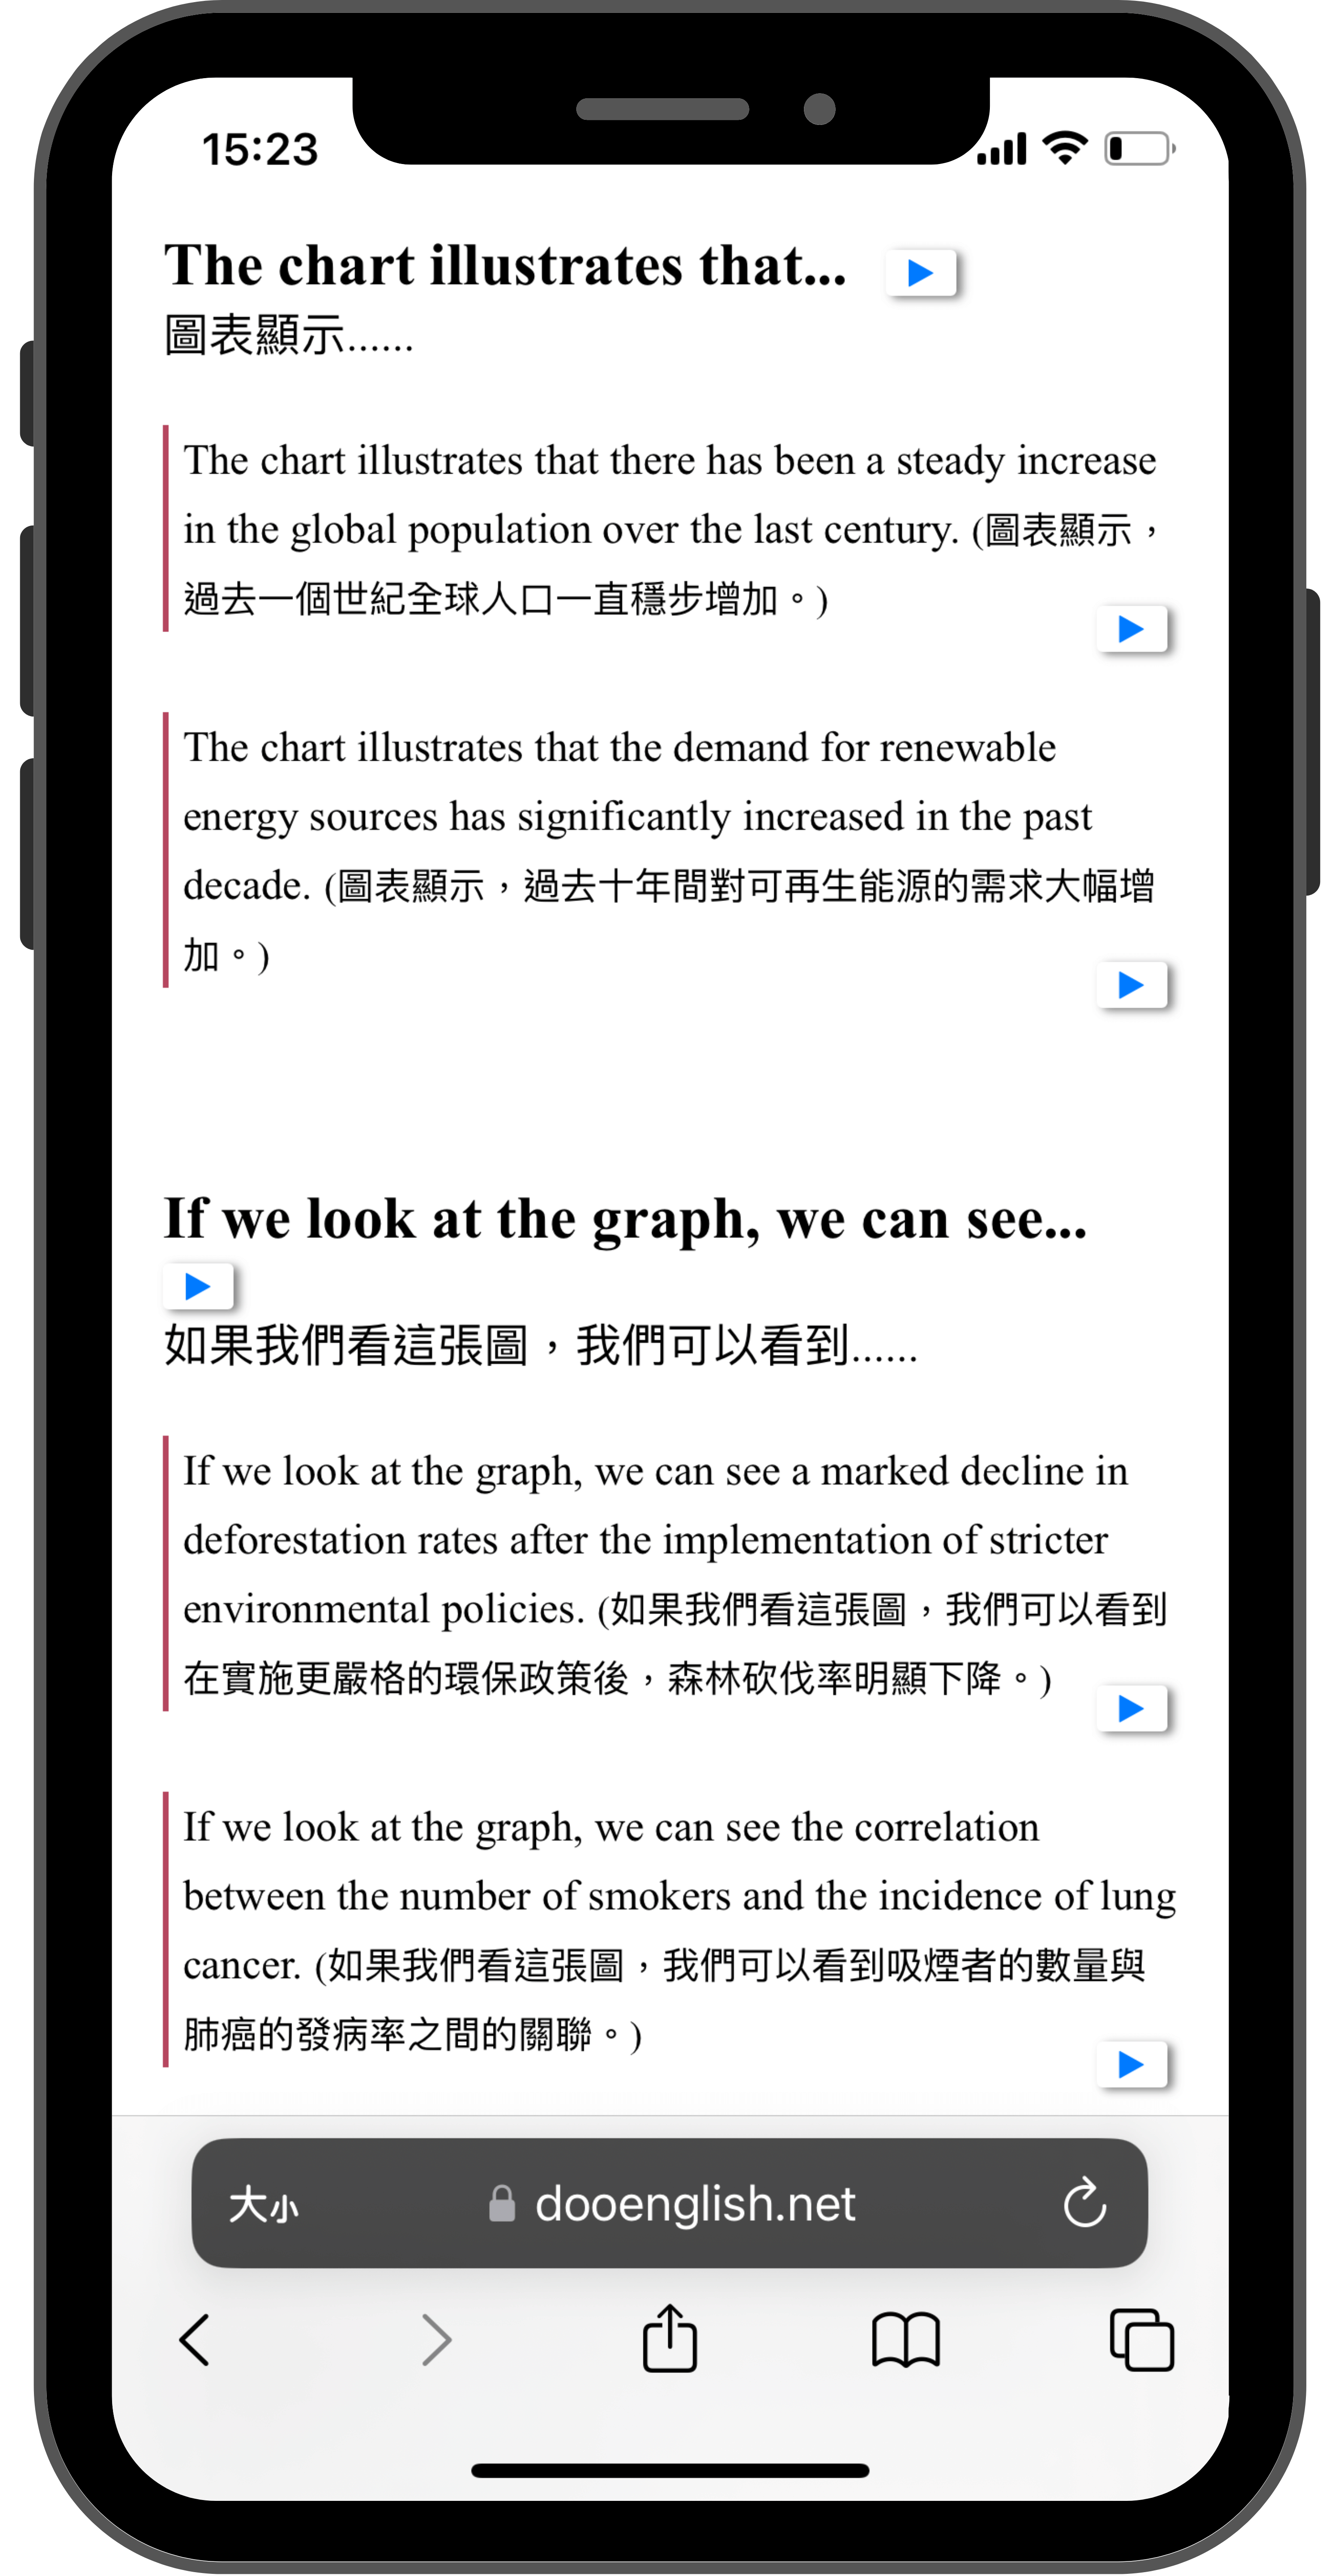 15:23
The chart illustrates that...
圖表顯示......
The chart illustrates that there has been a steady increase
in the global population over the last century. (圖表顯示，
過去一個世紀全球人口一直穩步增加。)
The chart illustrates that the demand for renewable
energy sources has significantly increased in the past
decade. (圖表顯示，過去十年間對可再生能源的需求大幅增
加。)
If we look at the graph, we can see...
如果我們看這張圖，我們可以看到......
If we look at the graph, we can see a marked decline in
deforestation rates after the implementation of stricter
environmental policies. (如果我們看這張圖，我們可以看到
在實施更嚴格的環保政策後，森林砍伐率明顯下降。)
If we look at the graph, we can see the correlation
between the number of smokers and the incidence of lung
cancer. (如果我們看這張圖，我們可以看到吸煙者的數量與
肺癌的發病率之間的關聯。)
大小 dooenglish.net